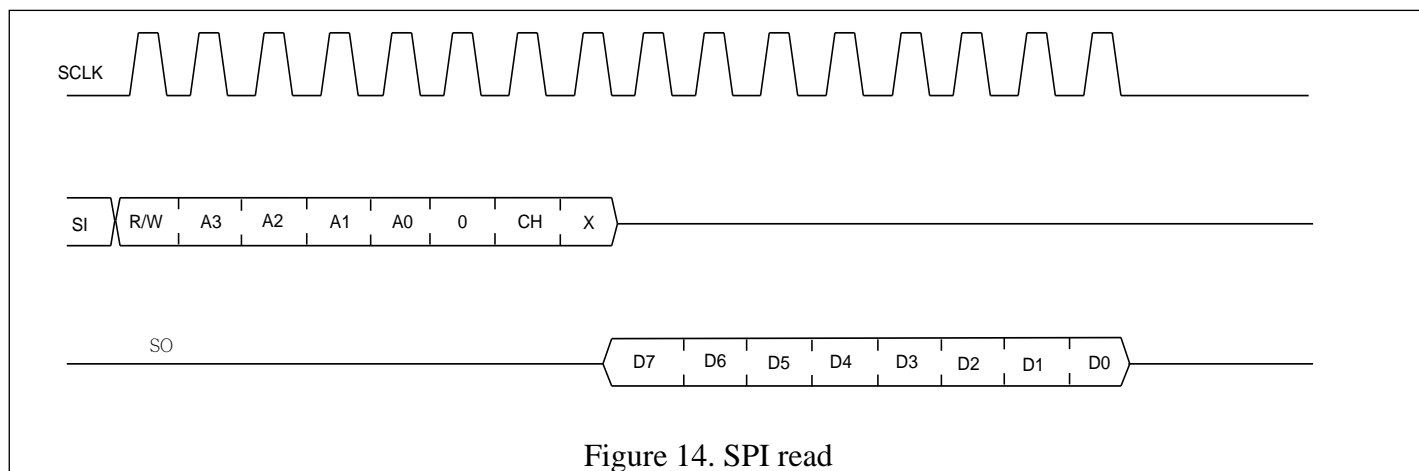 SCLK
SI R/W A3 A2 A1 A0 0 CH X
SO
D7 D6 D5 D4 D3 D2 D1 D0
Figure 14. SPI read